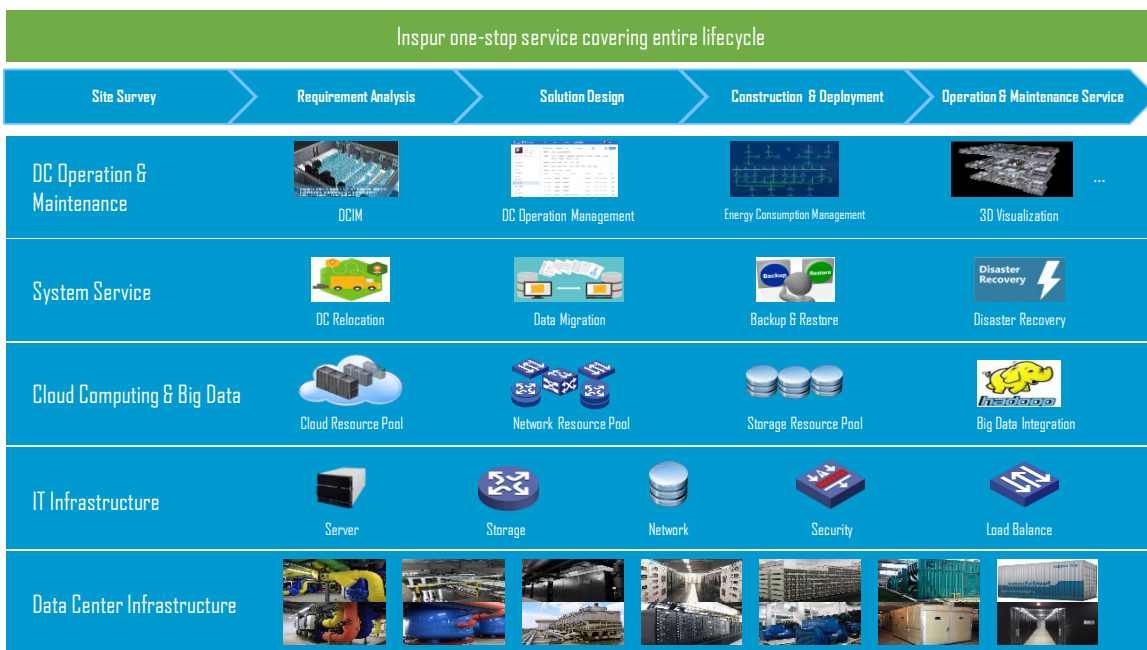 Inspur one-stop service covering entire lifecycle
Site Survey
Requirement Analysis
Solution Design
Construction & Deployment
Operation & Maintenance Service
DC Operation &
Maintenance
DCIM
DC Operation Management
Energy Consumption Management
3D Visualization
...
System Service
Backup
Restore
Disaster
Recovery
DC Relocation
Data Migration
Backup & Restore
Disaster Recovery
Cloud Computing & Big Data
hadoop
Cloud Resource Pool
Network Resource Pool
Storage Resource Pool
Big Data Integration
IT Infrastructure
Server
Storage
Network
Security
Load Balance
Data Center Infrastructure